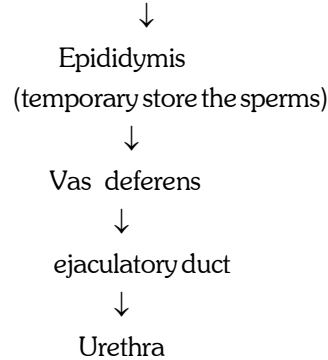 ↓
Epididymis
(temporary store the sperms)
↓
Vas deferens
↓
ejaculatory duct
↓
Urethra